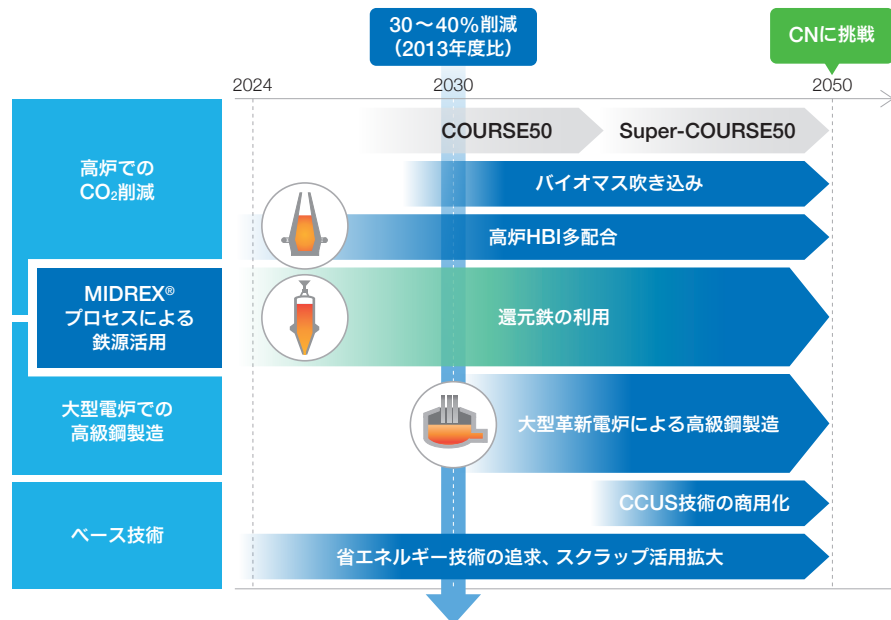 30～40％削減
（2013年度比）
CNに挑戦
2024
2030
2050
高炉での
CO₂削減
COURSE50
Super-COURSE50
バイオマス吹き込み
高炉HBI多配合
MIDREX®
プロセスによる
鉄源活用
還元鉄の利用
大型電炉での
高級鋼製造
大型革新電炉による高級鋼製造
ベース技術
CCUS技術の商用化
省エネルギー技術の追求、スクラップ活用拡大